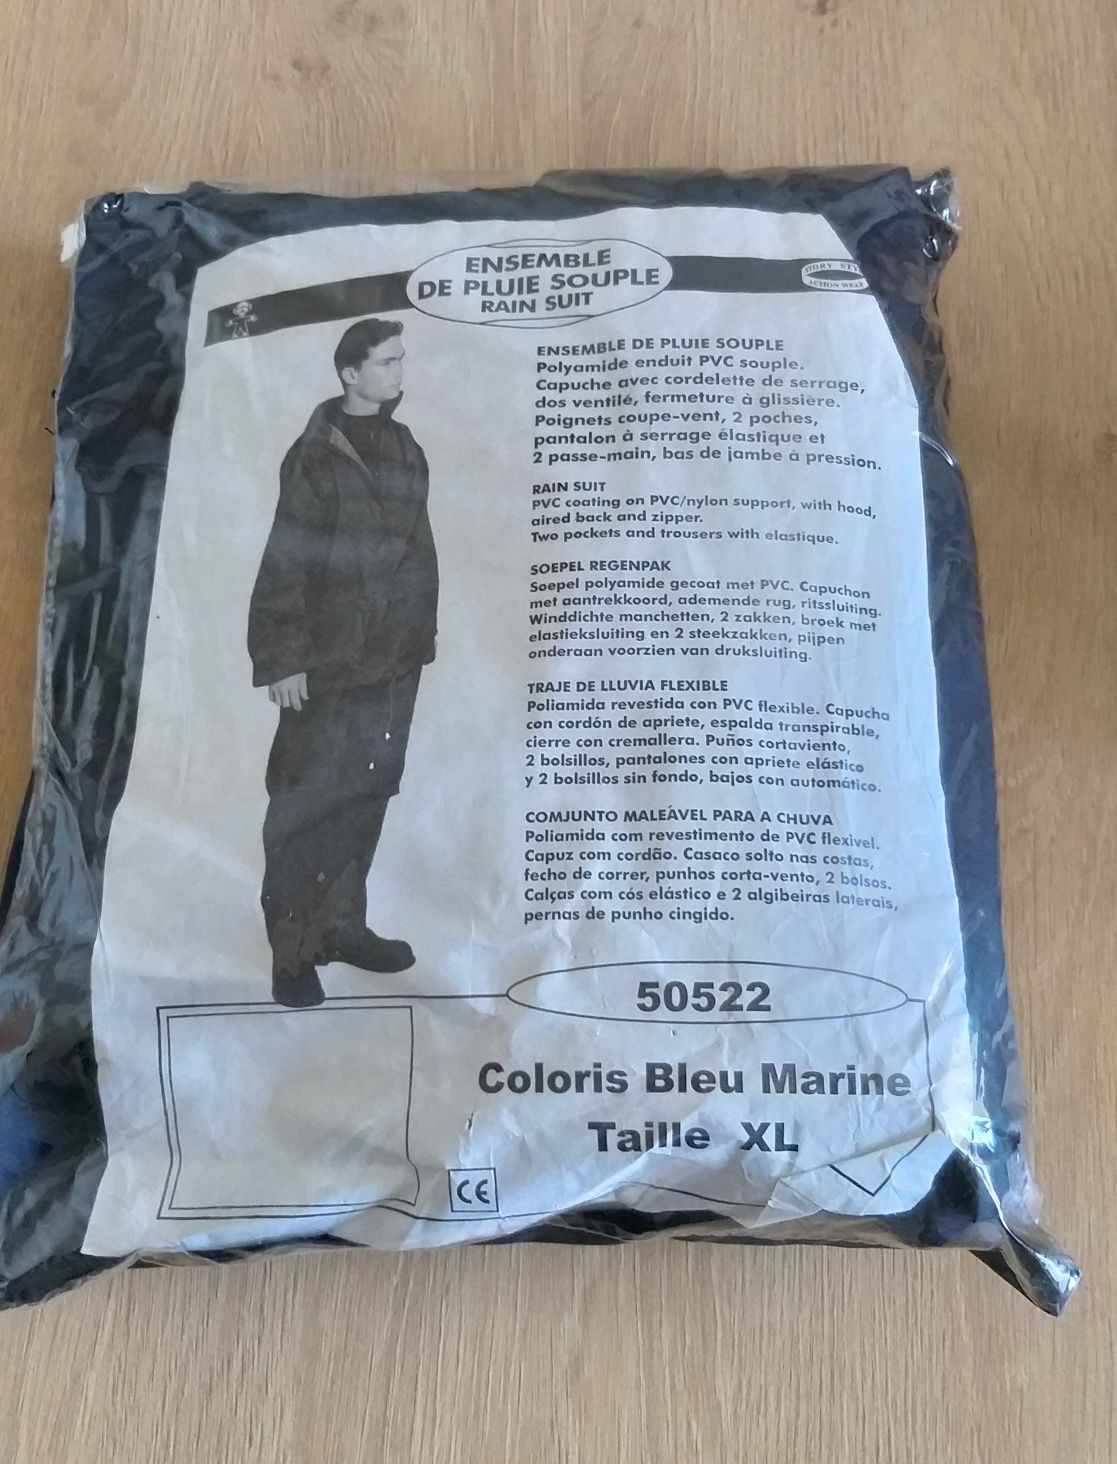 ENSEMBLE
DE PLUIE SOUPLE
RAIN SUIT
STORY STY
ACTION WEAR
ENSEMBLE DE PLUIE SOUPLE
Polyamide enduit PVC souple.
Capuche avec cordelette de serrage,
dos ventilé, fermeture à glissière.
Poignets coupe-vent, 2 poches,
pantalon à serrage élastique et
2 passe-main, bas de jambe à pression.
RAIN SUIT
PVC coating on PVC/nylon support, with hood,
aired back and zipper.
Two pockets and trousers with elastique.
SOEPEL REGENPAK
Soepel polyamide gecoat met PVC. Capuchon
met aantrekkoord, ademende rug, ritssluiting.
Winddichte manchetten, 2 zakken, broek met
elastieksluiting en 2 steekzakken, pijpen
onderaan voorzien van druksluiting.
TRAJE DE LLUVIA FLEXIBLE
Poliamida revestida con PVC flexible. Capucha
con cordón de apriete, espalda transpirable,
cierre con cremallera. Puños cortaviento,
2 bolsillos, pantalones con apriete elástico
y 2 bolsillos sin fondo, bajos con automático.
COMJUNTO MALEÁVEL PARA A CHUVA
Poliamida com revestimento de PVC flexivel.
Capuz com cordão. Casaco solto nas costas,
fecho de correr, punhos corta-vento, 2 bolsos.
Calças com cós elástico e 2 algibeiras laterais,
pernas de punho cingido.
50522
Coloris Bleu Marine
Taille XL
CE